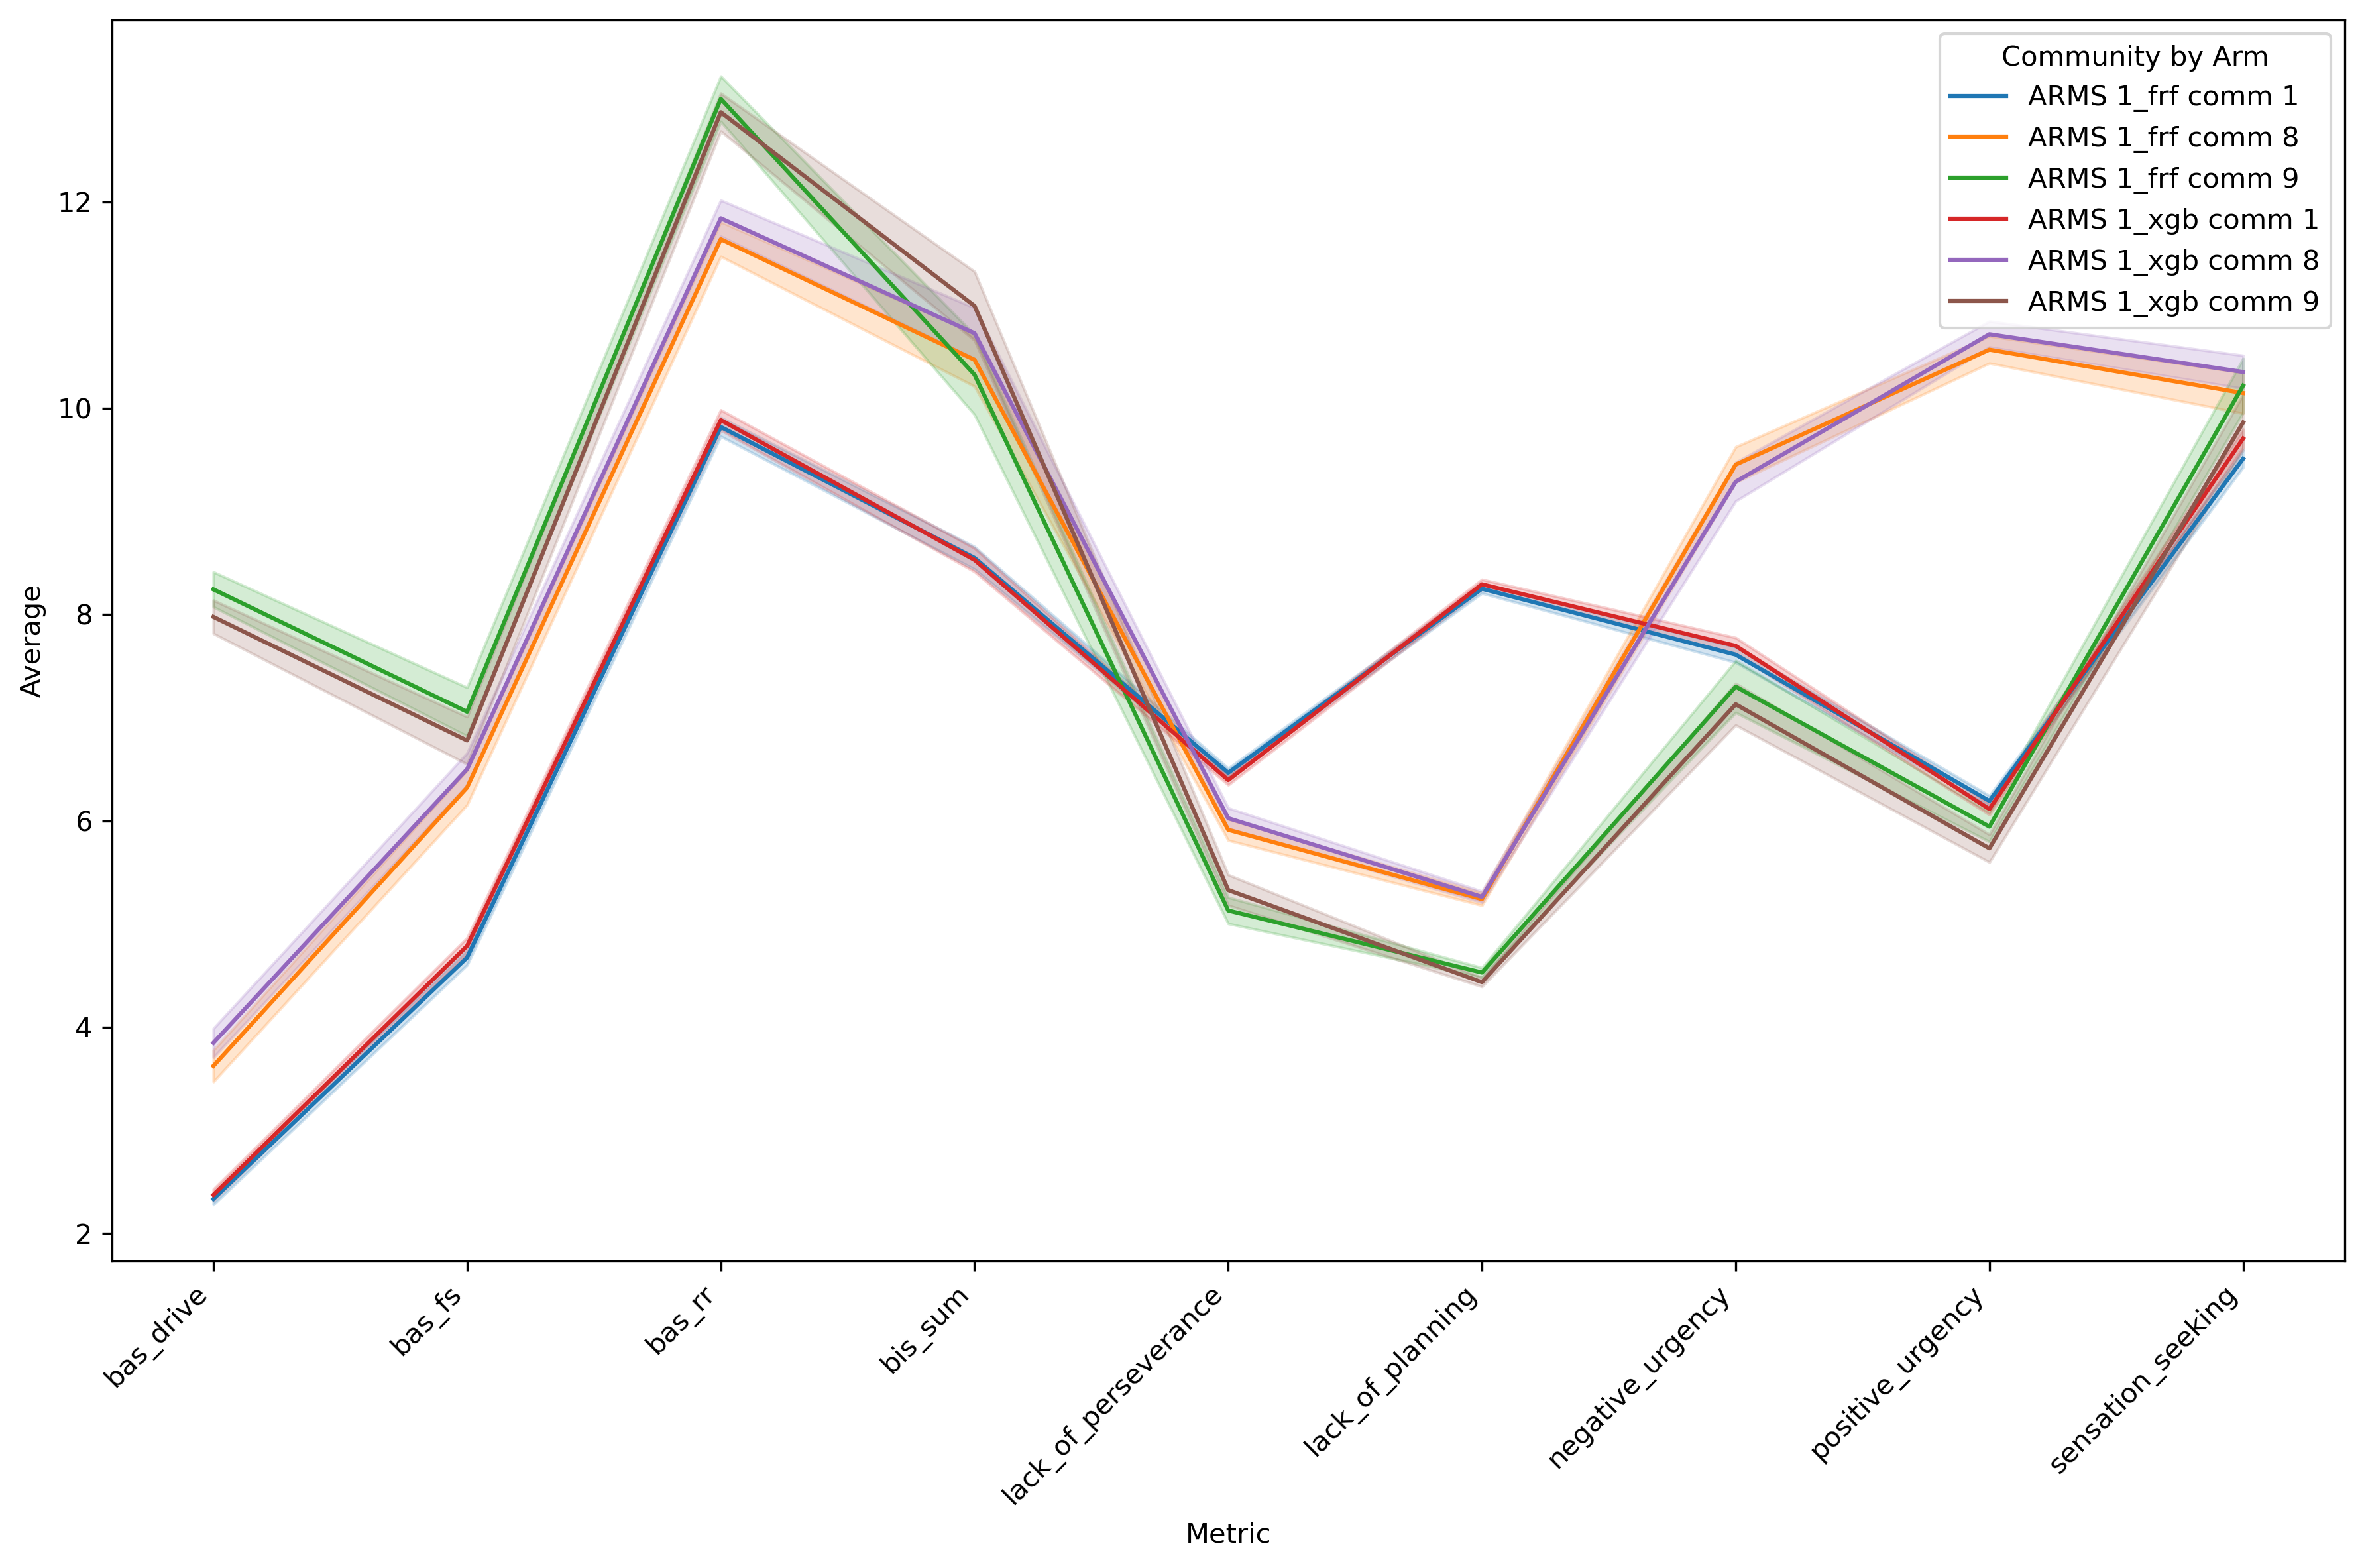 Community by Arm
ARMS 1_frf comm 1
ARMS 1_frf comm 8
ARMS 1_frf comm 9
ARMS 1_xgb comm 1
ARMS 1_xgb comm 8
ARMS 1_xgb comm 9
Average
12
10
8
6
4
2
bas_drive
bas_fs
bas_rr
bis_sum
lack_of_perseverance
lack_of_planning
negative_urgency
positive_urgency
sensation_seeking
Metric